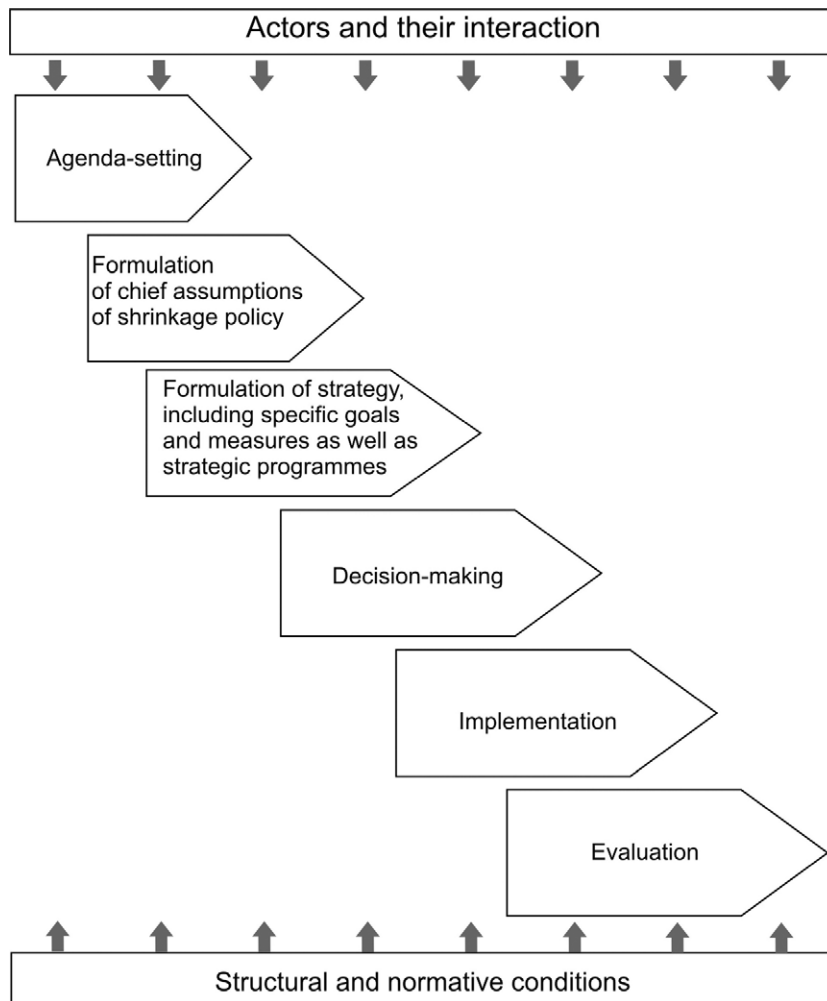 Actors and their interaction
Agenda-setting
Formulation
of chief assumptions
of shrinkage policy
Formulation of strategy,
including specific goals
and measures as well as
strategic programmes
Decision-making
Implementation
Evaluation
Structural and normative conditions